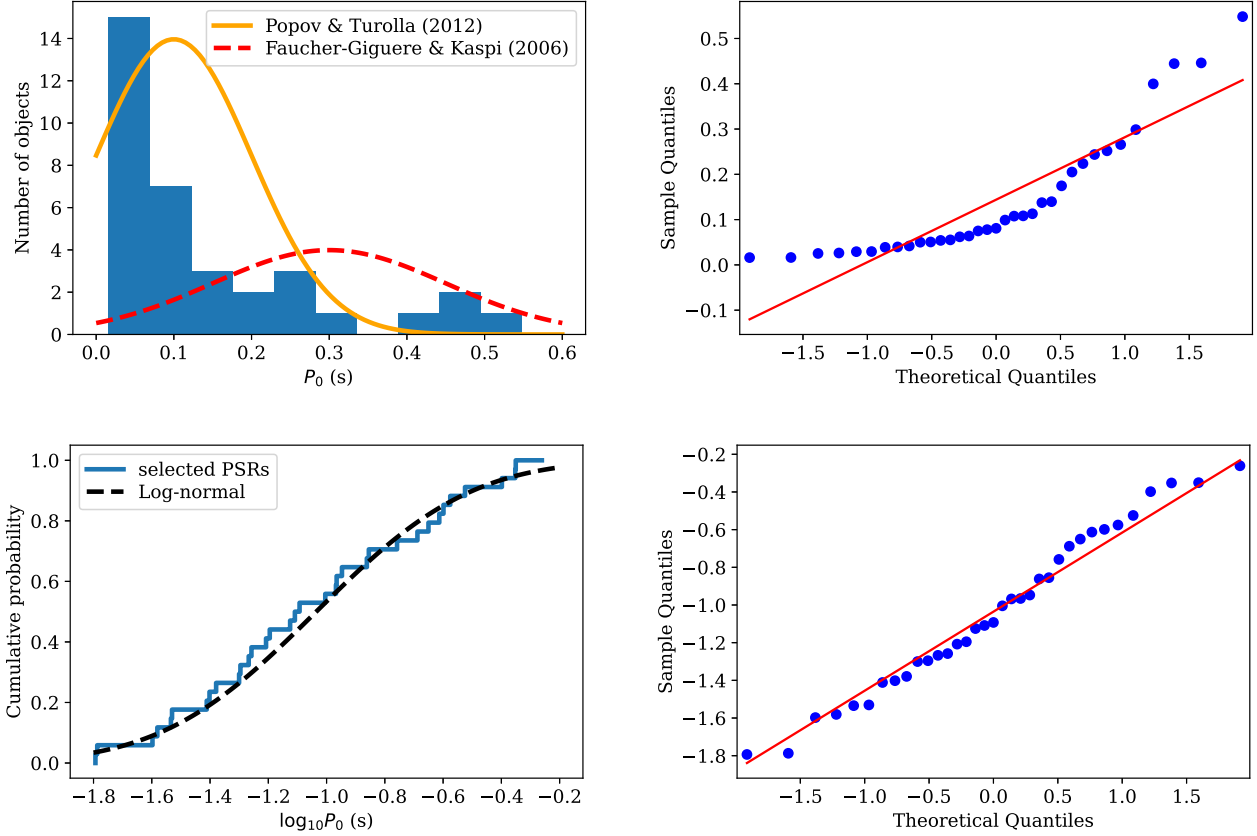 Popov & Turolla (2012)
Faucher-Giguere & Kaspi (2006)
Number of objects
14
12
10
8
6
4
2
0
0.0 0.1 0.2 0.3 0.4 0.5 0.6
P0 (s)
Sample Quantiles
0.5
0.4
0.3
0.2
0.1
0.0
−0.1
−1.5 −1.0 −0.5 0.0 0.5 1.0 1.5
Theoretical Quantiles
selected PSRs
Log-normal
Cumulative probability
1.0
0.8
0.6
0.4
0.2
0.0
−1.8 −1.6 −1.4 −1.2 −1.0 −0.8 −0.6 −0.4 −0.2
log10P0 (s)
Sample Quantiles
−0.2
−0.4
−0.6
−0.8
−1.0
−1.2
−1.4
−1.6
−1.8
−1.5 −1.0 −0.5 0.0 0.5 1.0 1.5
Theoretical Quantiles